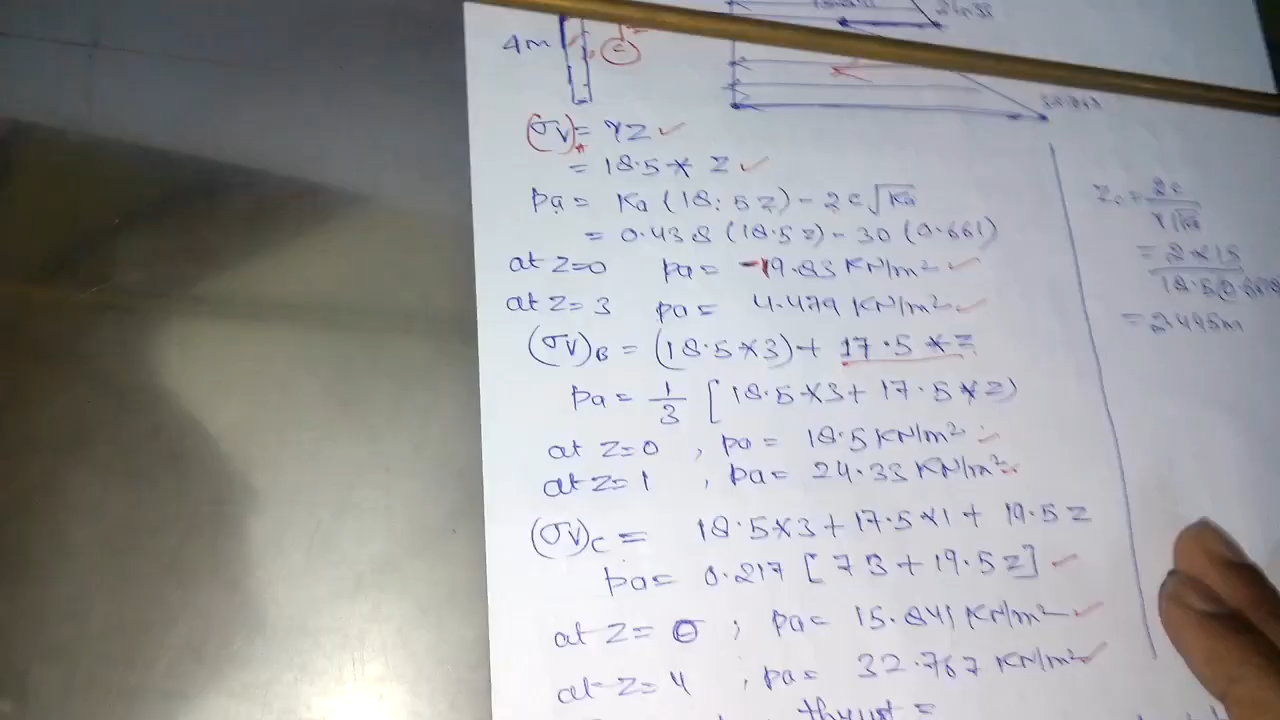 4m
C
(σv)= γZ
= 18.5 * Z
pa = Ka (18.5z) - 2c√Ka
= 0.438 (18.5z) - 30 (0.661)
at Z=0 pa = -19.83 KN/m²
at Z= 3 pa = 4.479 KN/m²
(σv)B = (18.5*3)+ 17.5 * z
Pa = 1/3 [18.5*3+ 17.5*z)
at Z=0 , pa = 18.5 KN/m²
at Z=1 , pa = 24.33 KN/m²
(σv)c = 18.5*3+17.5*1+ 19.5 z
pa = 0.217 [73+19.5z]
at Z = 0 ; pa = 15.841 KN/m²
at Z= 4 ; pa = 32.767 KN/m²
thrust =
= 2c
γ√Ka
= 2*15
= 2.445m